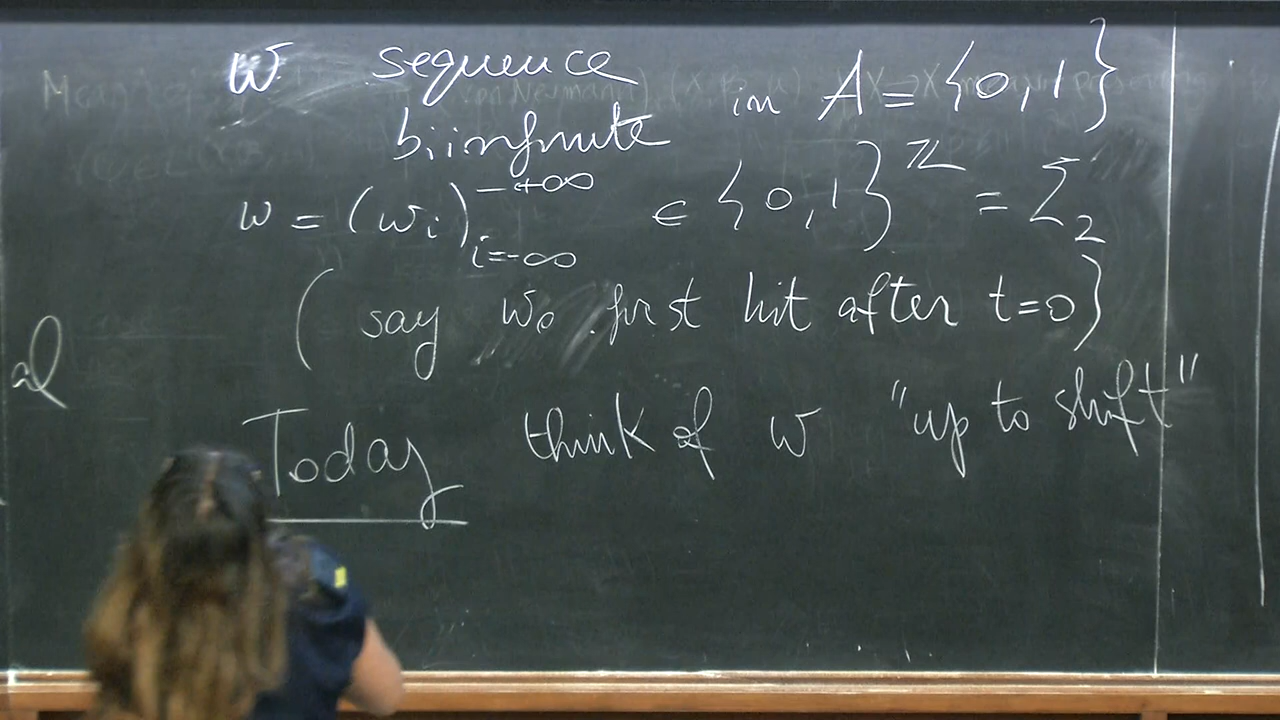 w sequence
biinfinite in A = {0,1}
w = (wi)_{i=-∞}^{+∞} ∈ {0,1}^ℤ = Σ_2
(say w_0 first hit after t=0)
Today think of w "up to shift"